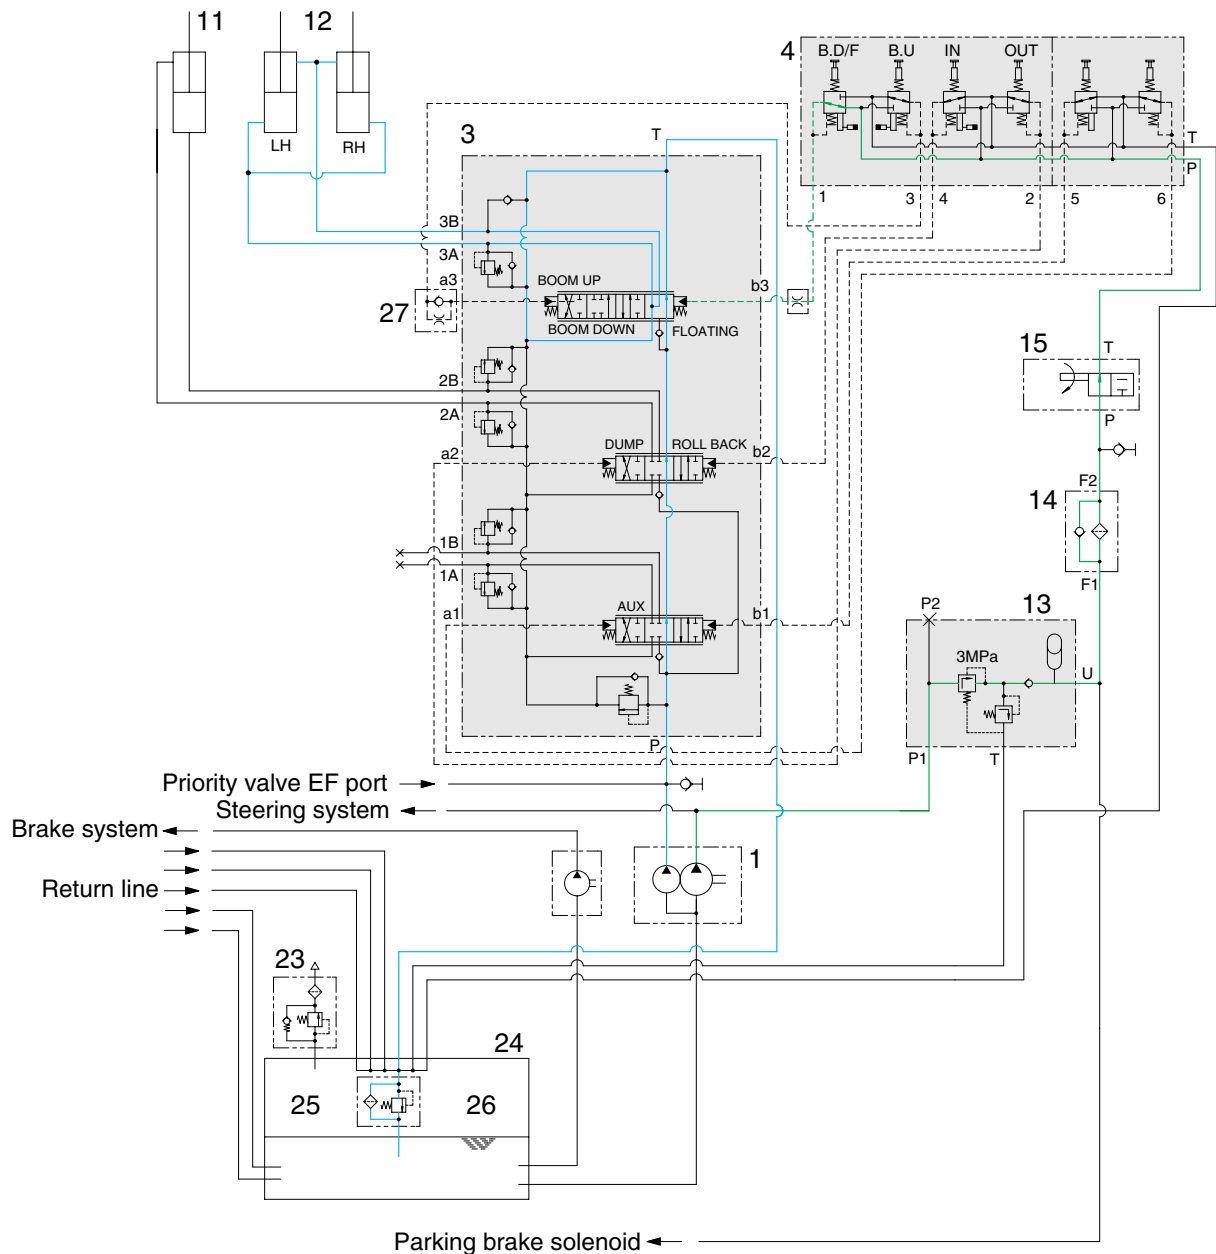 11
12
LH
RH
4
B.D/F
B.U
IN
OUT
T
P
1
3
4
2
5
6
3
T
3B
3A
a3
BOOM UP
b3
27
BOOM DOWN
FLOATING
2B
2A
DUMP
ROLL BACK
a2
b2
1B
1A
AUX
a1
b1
P
15
T
P
F2
14
F1
P2
13
3MPa
U
P1
T
Priority valve EF port
Steering system
Brake system
Return line
1
23
24
25
26
Parking brake solenoid